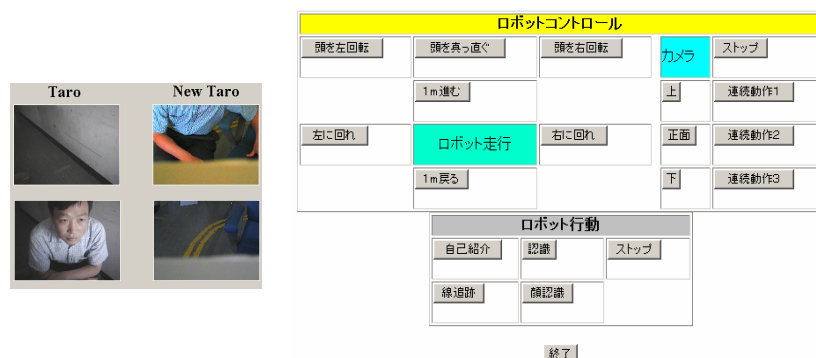 Taro New Taro
ロボットコントロール
頭を左回転 頭を真っ直ぐ 頭を右回転 カメラ ストップ
1m進む 上 連続動作1
左に回れ ロボット走行 右に回れ 正面 連続動作2
1m戻る 下 連続動作3
ロボット行動
自己紹介 認識 ストップ
線追跡 顔認識
終了